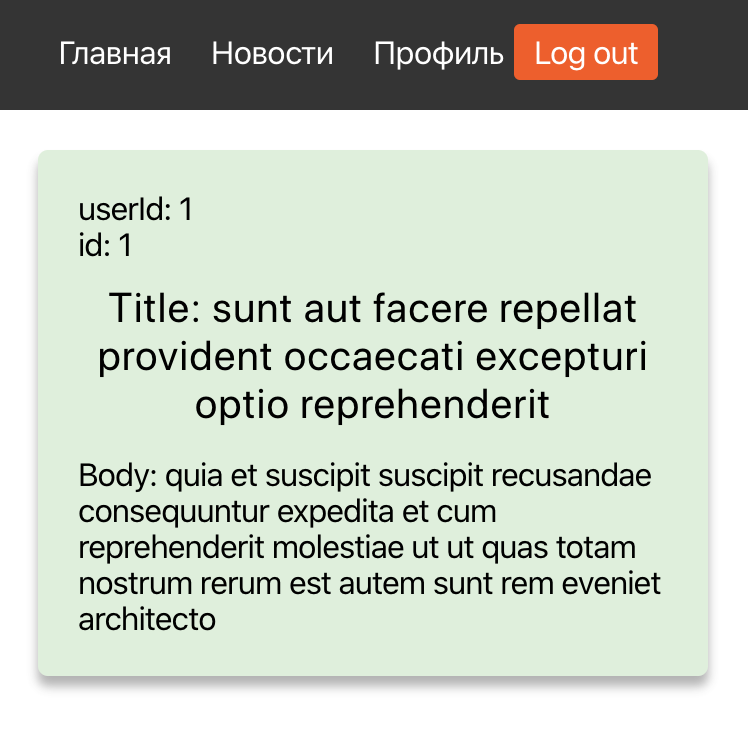 Главная Новости Профиль Log out
userId: 1
id: 1
Title: sunt aut facere repellat
provident occaecati excepturi
optio reprehenderit
Body: quia et suscipit suscipit recusandae
consequuntur expedita et cum
reprehenderit molestiae ut ut quas totam
nostrum rerum est autem sunt rem eveniet
architecto